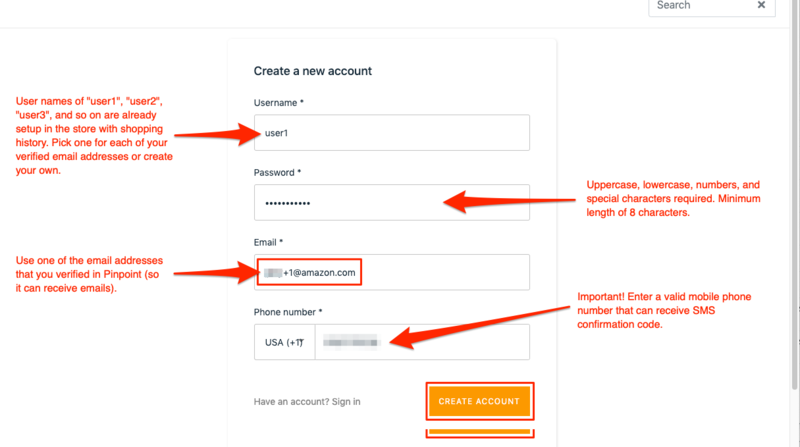 Search ✕
Create a new account
User names of "user1", "user2",
"user3", and so on are already
setup in the store with shopping
history. Pick one for each of your
verified email addresses or create
your own.
Username *
user1
Password *
•••••••••••
Uppercase, lowercase, numbers, and
special characters required. Minimum
length of 8 characters.
Email *
Use one of the email addresses
that you verified in Pinpoint (so
it can receive emails).
+1@amazon.com
Phone number *
Important! Enter a valid mobile phone
number that can receive SMS
confirmation code.
USA (+1)
Have an account? Sign in
CREATE ACCOUNT